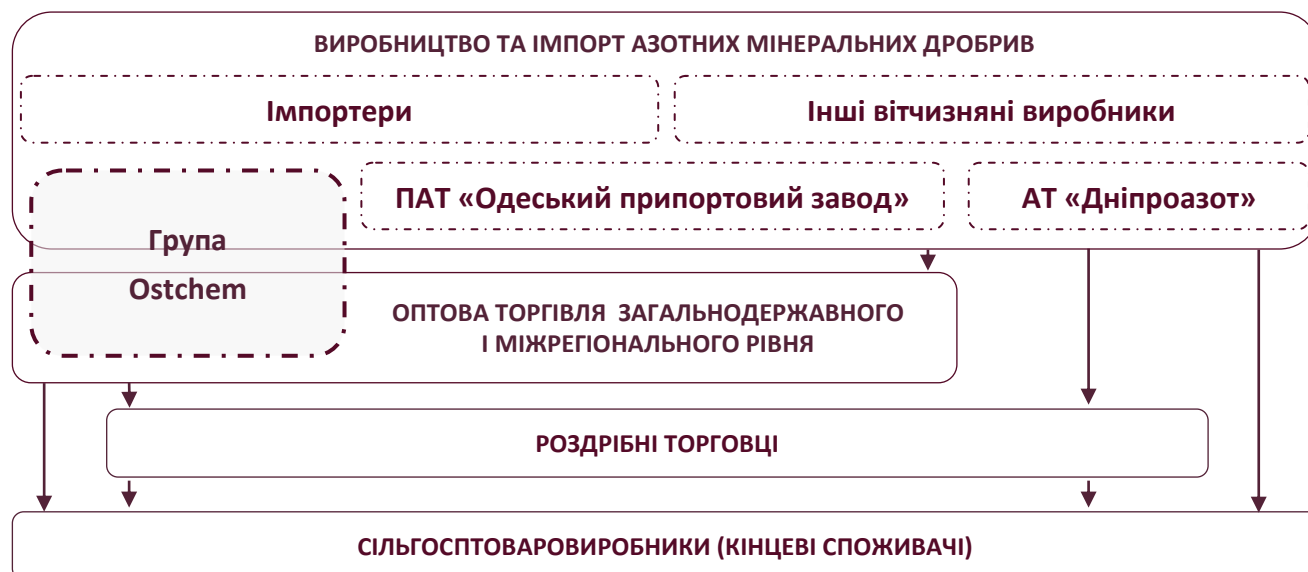 ВИРОБНИЦТВО ТА ІМПОРТ АЗОТНИХ МІНЕРАЛЬНИХ ДРОБРИВ
Імпортери
Інші вітчизняні виробники
ПАТ «Одеський припортовий завод»
АТ «Дніпроазот»
Група
Ostchem
ОПТОВА ТОРГІВЛЯ ЗАГАЛЬНОДЕРЖАВНОГО
І МІЖРЕГІОНАЛЬНОГО РІВНЯ
РОЗДРІБНІ ТОРГОВЦІ
СІЛЬГОСПТОВАРОВИРОБНИКИ (КІНЦЕВІ СПОЖИВАЧІ)